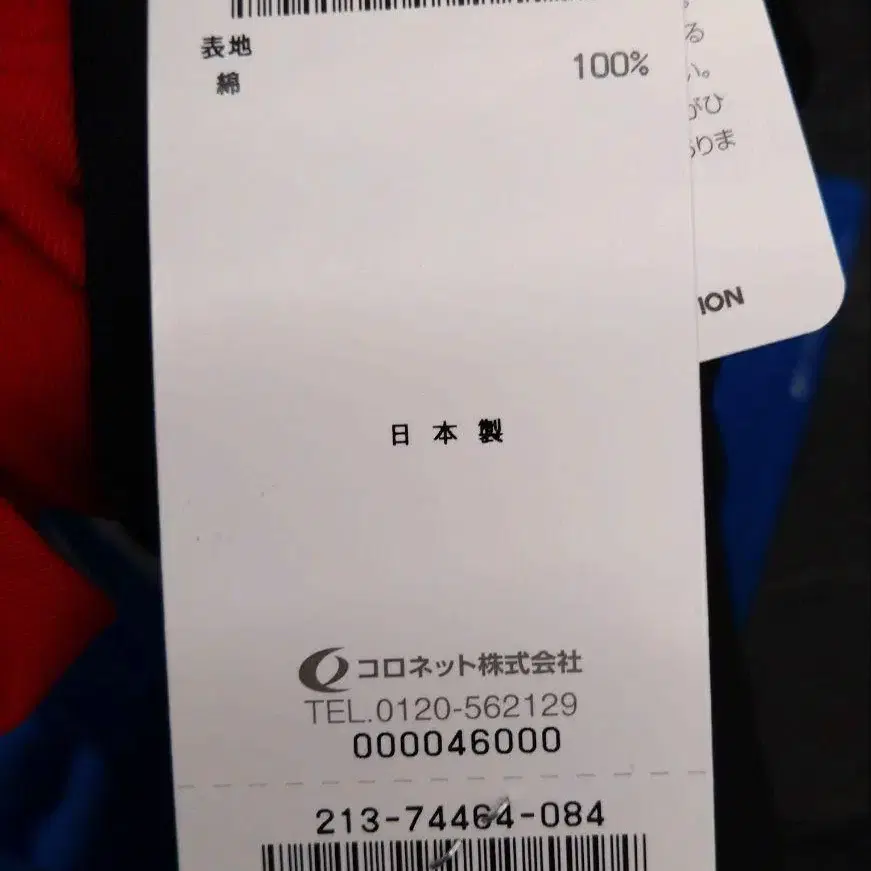 表地
綿 100%
る
い。
がひ
ありま
ION
日本製
コロネット株式会社
TEL.0120-562129
000046000
213-74464-084